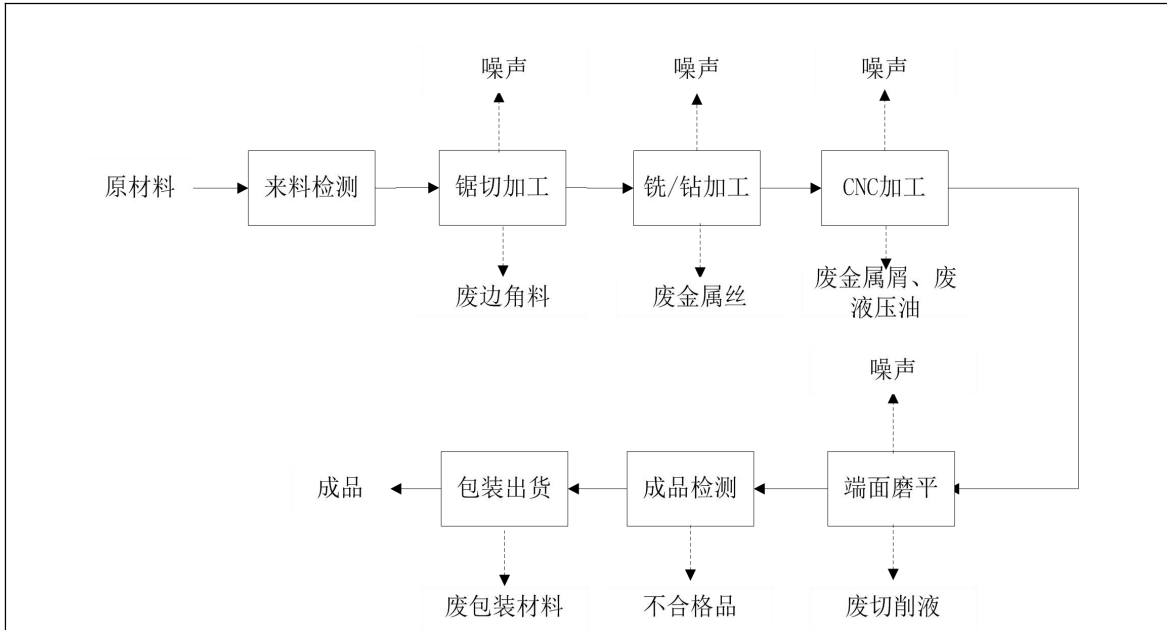 噪声
噪声
噪声
原材料
来料检测
锯切加工
铣/钻加工
CNC加工
废边角料
废金属丝
废金属屑、废
液压油
噪声
成品
包装出货
成品检测
端面磨平
废包装材料
不合格品
废切削液